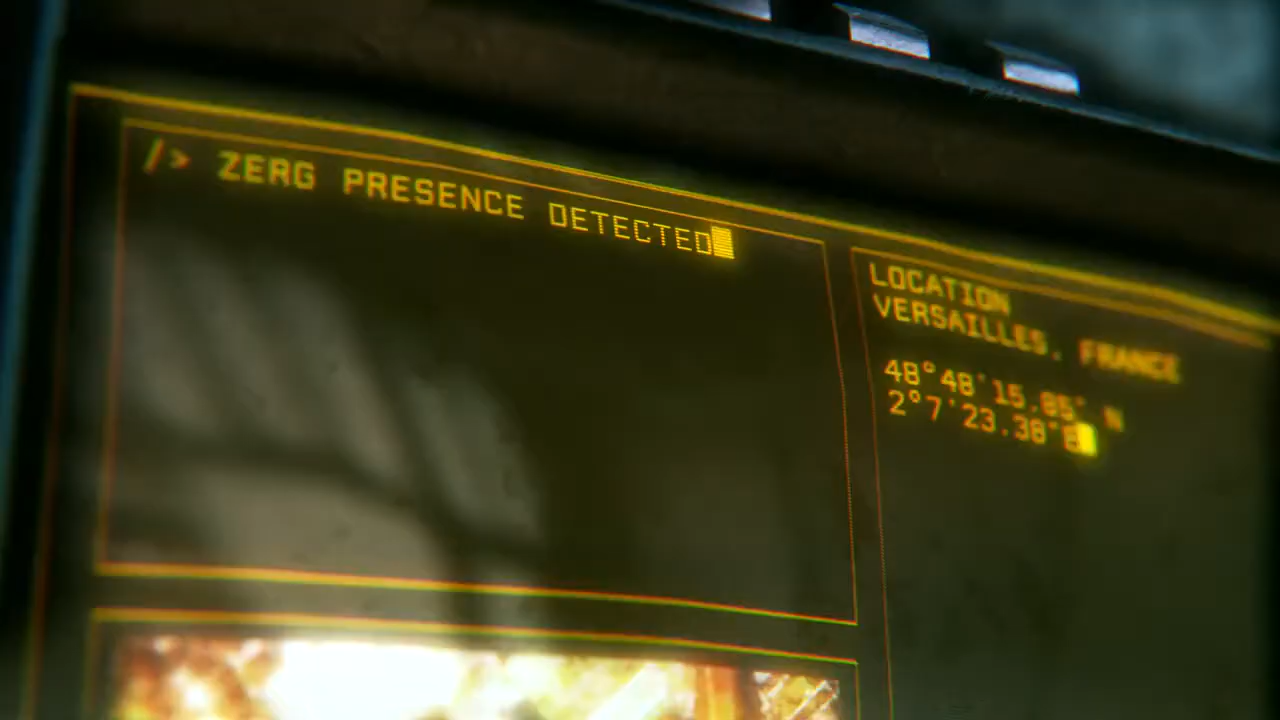 /> ZERG PRESENCE DETECTED
LOCATION
VERSAILLES, FRANCE
48°48'15.85" N
2°7'23.38"E